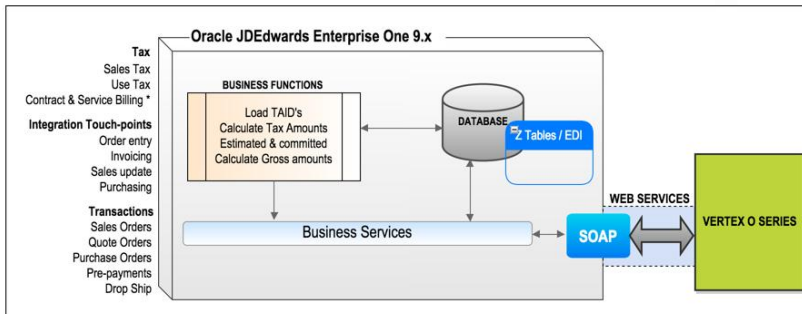 Oracle JDEdwards Enterprise One 9.x
Tax
Sales Tax
Use Tax
Contract & Service Billing *
Integration Touch-points
Order entry
Invoicing
Sales update
Purchasing
Transactions
Sales Orders
Quote Orders
Purchase Orders
Pre-payments
Drop Ship
BUSINESS FUNCTIONS
Load TAID's
Calculate Tax Amounts
Estimated & committed
Calculate Gross amounts
DATABASE
Z Tables / EDI
Business Services
SOAP
WEB SERVICES
VERTEX O SERIES